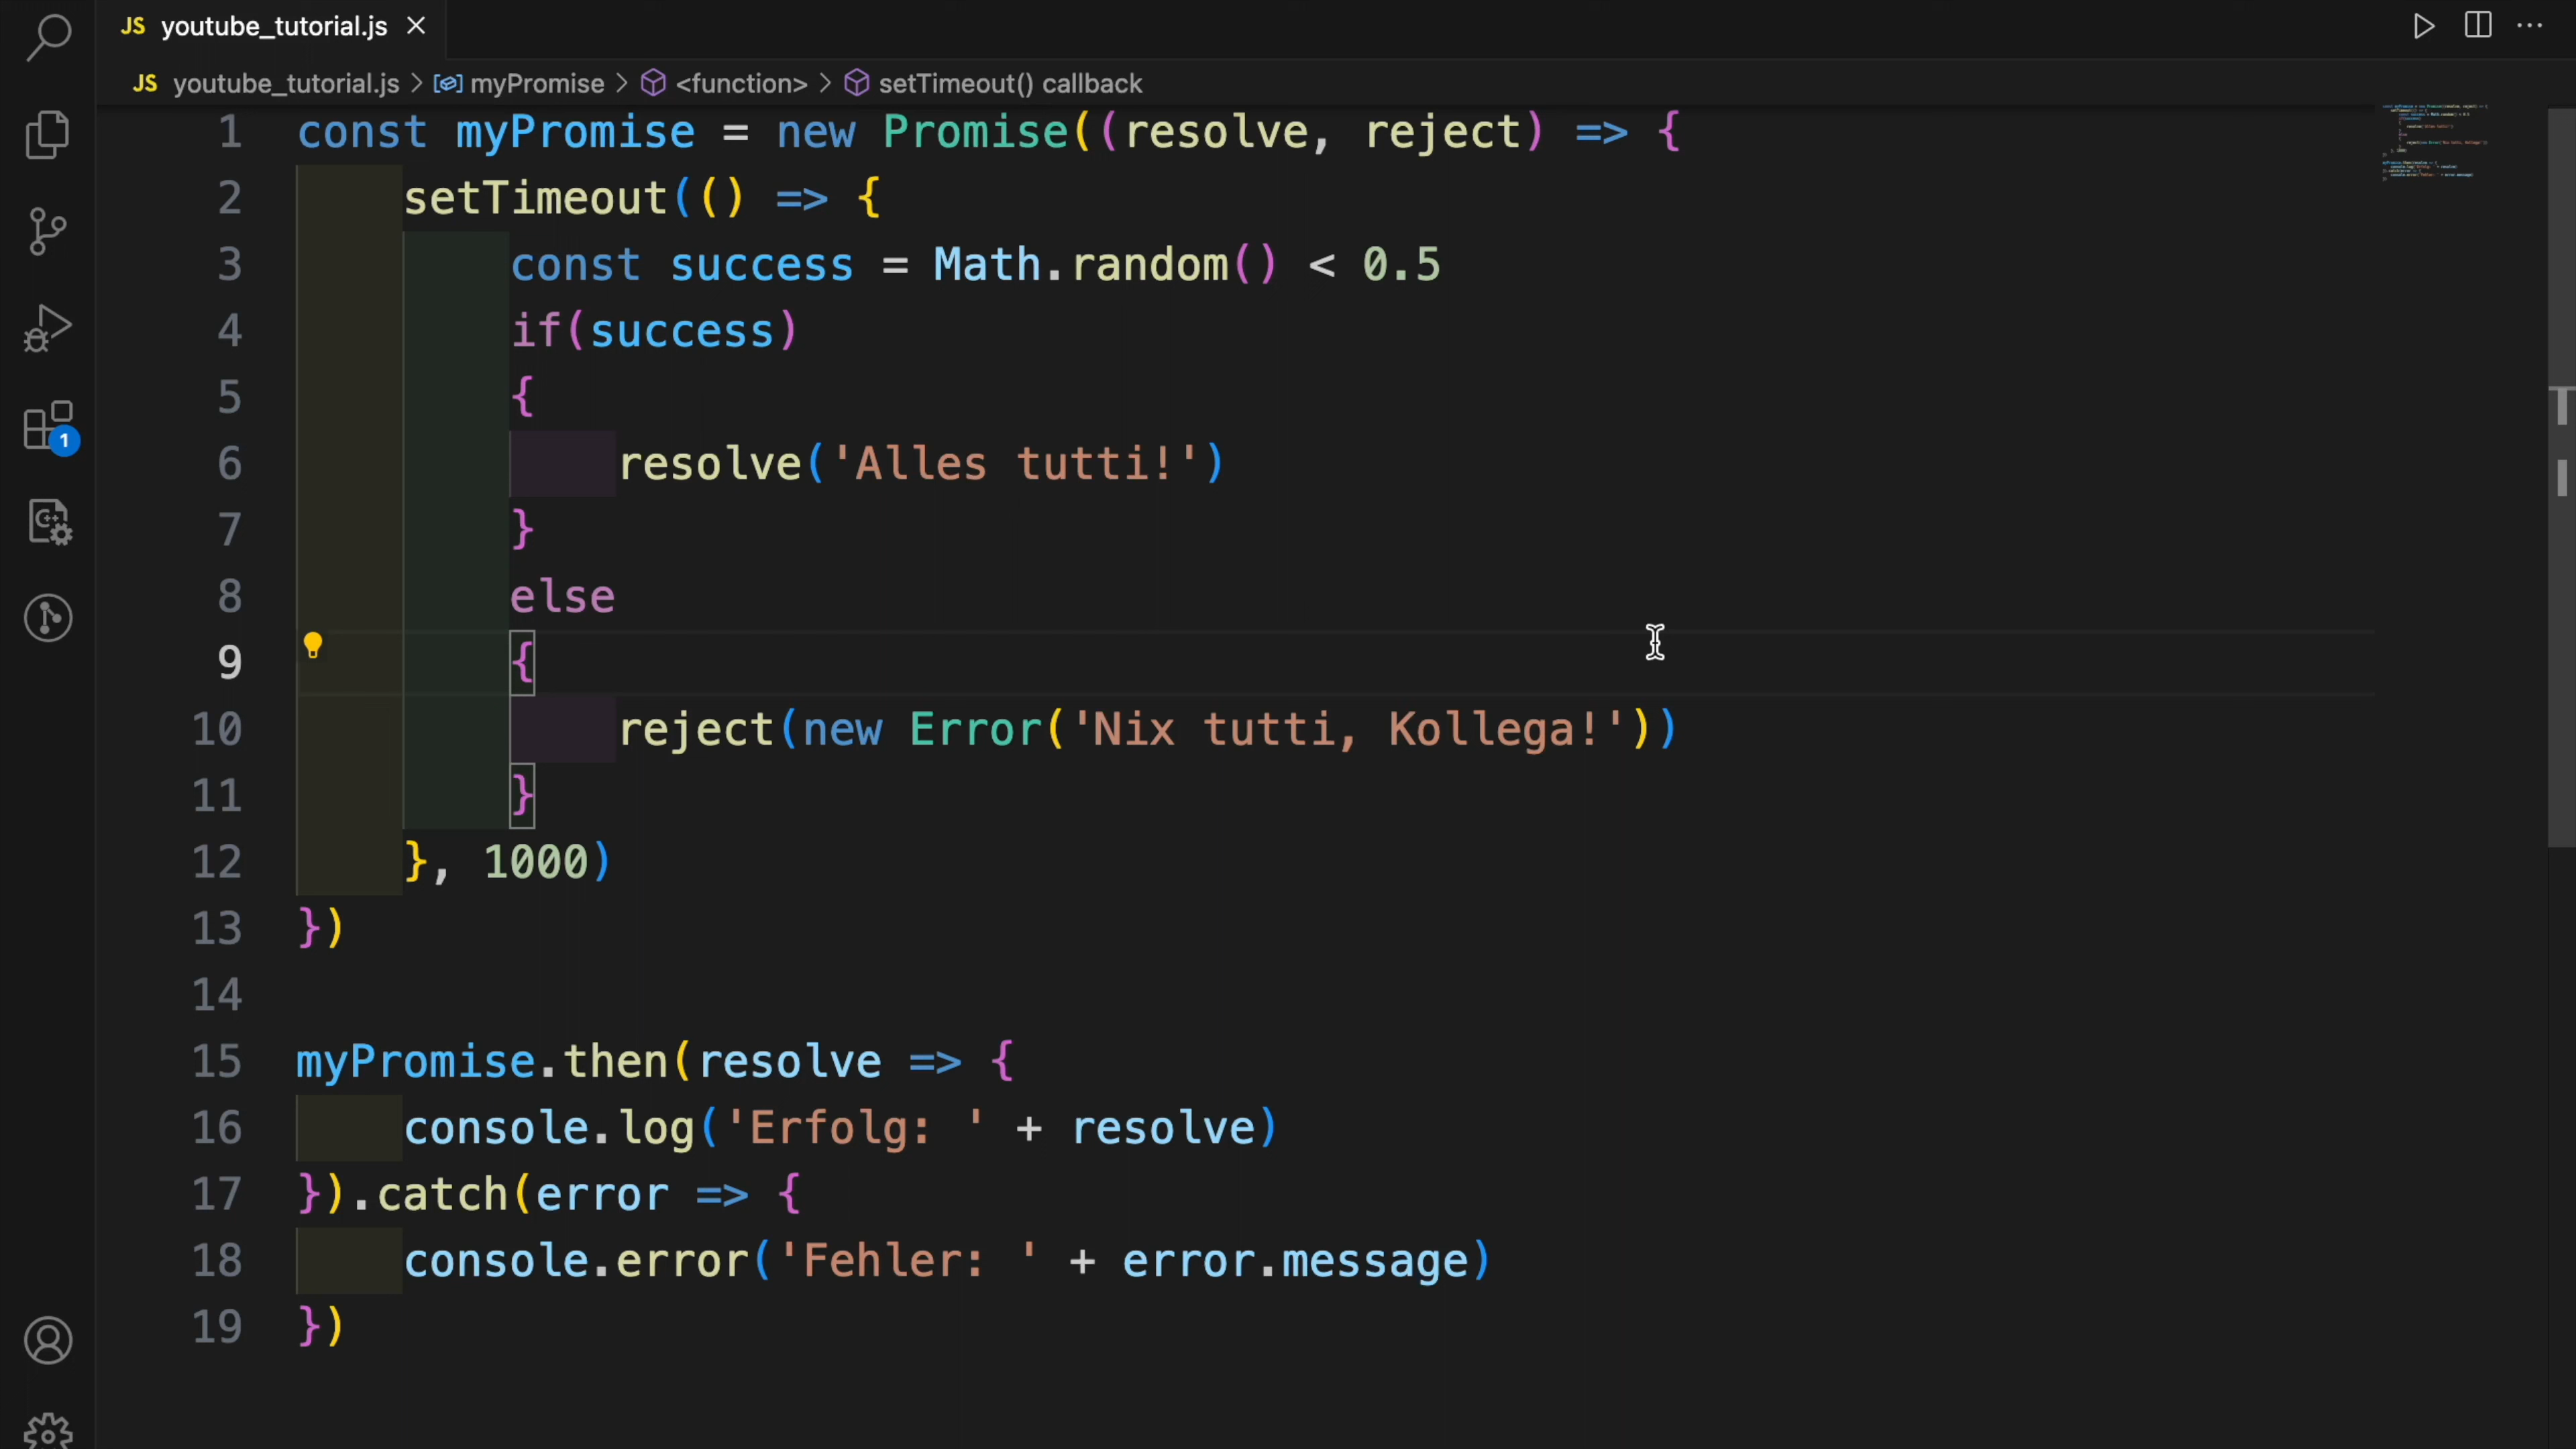 JS youtube_tutorial.js
JS youtube_tutorial.js > myPromise > <function> > setTimeout() callback
1 const myPromise = new Promise((resolve, reject) => {
2 setTimeout(() => {
3 const success = Math.random() < 0.5
4 if(success)
5 {
6 resolve('Alles tutti!')
7 }
8 else
9 {
10 reject(new Error('Nix tutti, Kollega!'))
11 }
12 }, 1000)
13 })
14
15 myPromise.then(resolve => {
16 console.log('Erfolg: ' + resolve)
17 }).catch(error => {
18 console.error('Fehler: ' + error.message)
19 })
1
C++